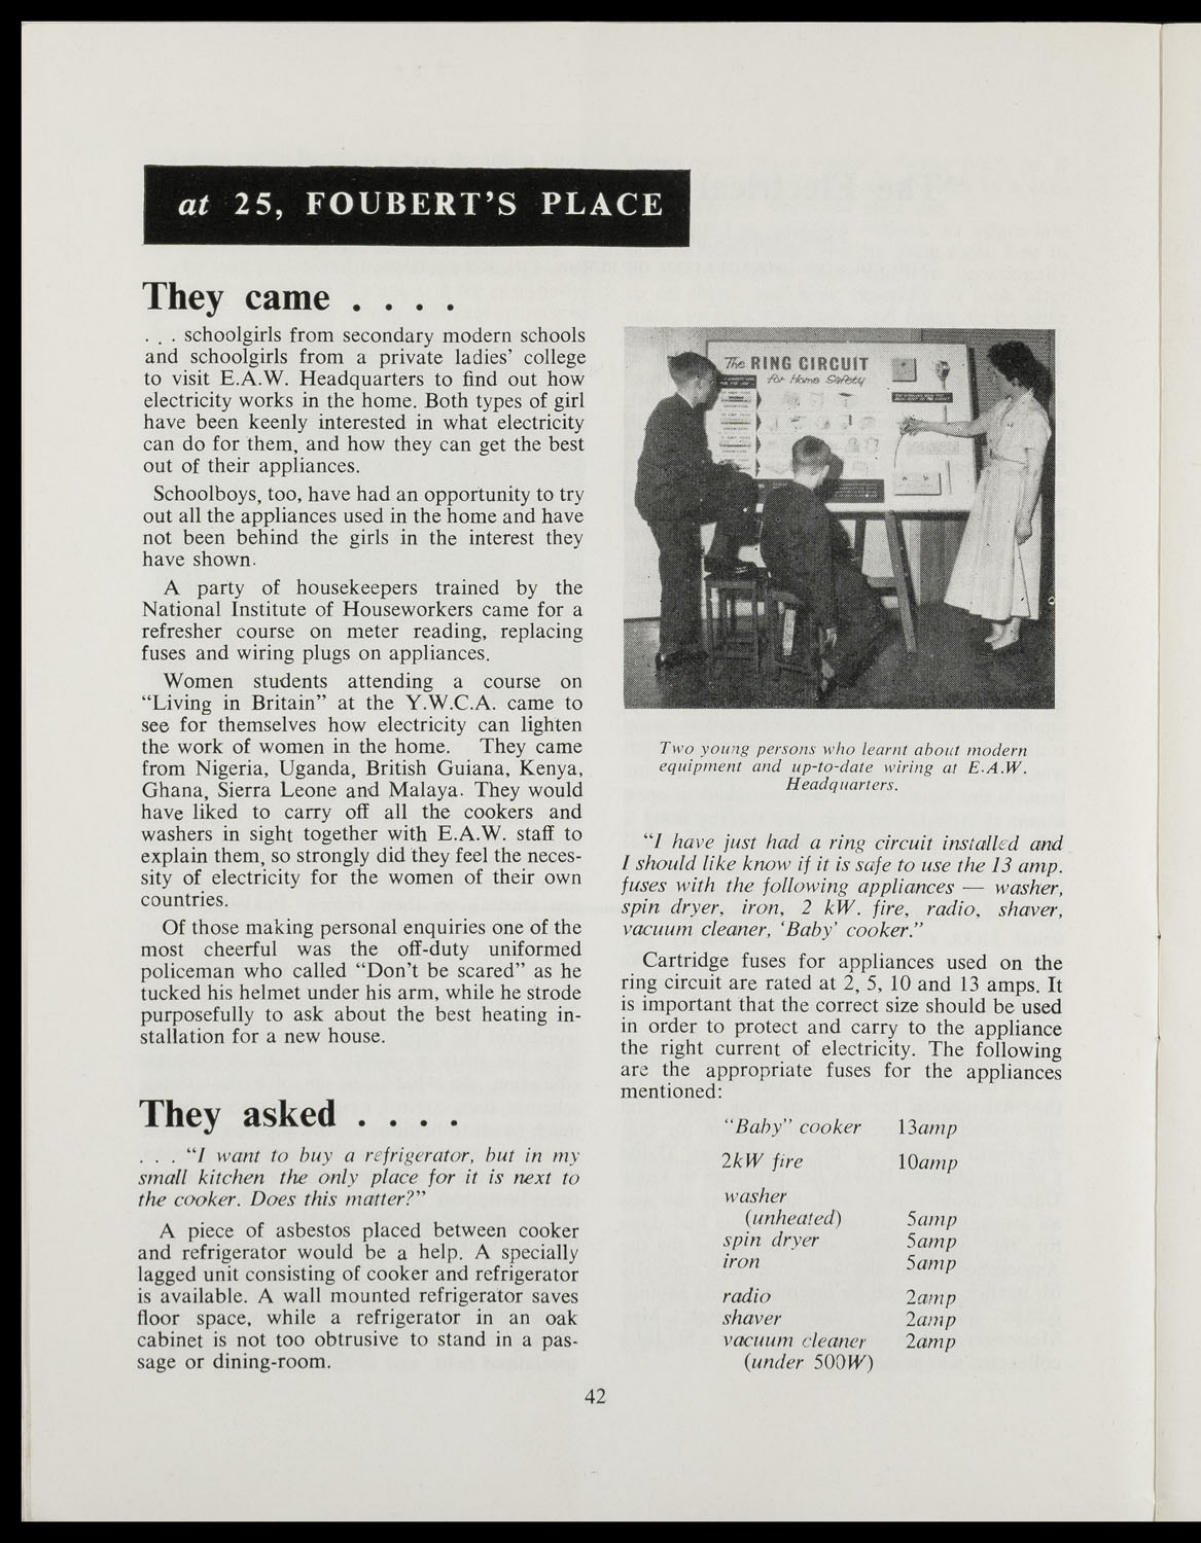 at 25, FOUBERT'S PLACE
They came . . . .
. . . schoolgirls from secondary modern schools
and schoolgirls from a private ladies' college
to visit E.A.W. Headquarters to find out how
electricity works in the home. Both types of girl
have been keenly interested in what electricity
can do for them, and how they can get the best
out of their appliances.
Schoolboys, too, have had an opportunity to try
out all the appliances used in the home and have
not been behind the girls in the interest they
have shown.
A party of housekeepers trained by the
National Institute of Houseworkers came for a
refresher course on meter reading, replacing
fuses and wiring plugs on appliances.
Women students attending a course on
"Living in Britain" at the Y.W.C.A. came to
see for themselves how electricity can lighten
the work of women in the home. They came
from Nigeria, Uganda, British Guiana, Kenya,
Ghana, Sierra Leone and Malaya. They would
have liked to carry off all the cookers and
washers in sight together with E.A.W. staff to
explain them, so strongly did they feel the neces-
sity of electricity for the women of their own
countries.
Of those making personal enquiries one of the
most cheerful was the off-duty uniformed
policeman who called "Don't be scared" as he
tucked his helmet under his arm, while he strode
purposefully to ask about the best heating in-
stallation for a new house.
They asked . . . .
. . . "I want to buy a refrigerator, but in my
small kitchen the only place for it is next to
the cooker. Does this matter?"
A piece of asbestos placed between cooker
and refrigerator would be a help. A specially
lagged unit consisting of cooker and refrigerator
is available. A wall mounted refrigerator saves
floor space, while a refrigerator in an oak
cabinet is not too obtrusive to stand in a pas-
sage or dining-room.
The RING CIRCUIT
for Home Safety
Two young persons who learnt about modern
equipment and up-to-date wiring at E.A.W.
Headquarters.
"I have just had a ring circuit installed and
I should like know if it is safe to use the 13 amp.
fuses with the following appliances — washer,
spin dryer, iron, 2 kW. fire, radio, shaver,
vacuum cleaner, 'Baby' cooker."
Cartridge fuses for appliances used on the
ring circuit are rated at 2, 5, 10 and 13 amps. It
is important that the correct size should be used
in order to protect and carry to the appliance
the right current of electricity. The following
are the appropriate fuses for the appliances
mentioned:
"Baby" cooker 13amp
2kW fire 10amp
washer
(unheated) 5amp
spin dryer 5amp
iron 5amp
radio 2amp
shaver 2amp
vacuum cleaner 2amp
(under 500W)
42